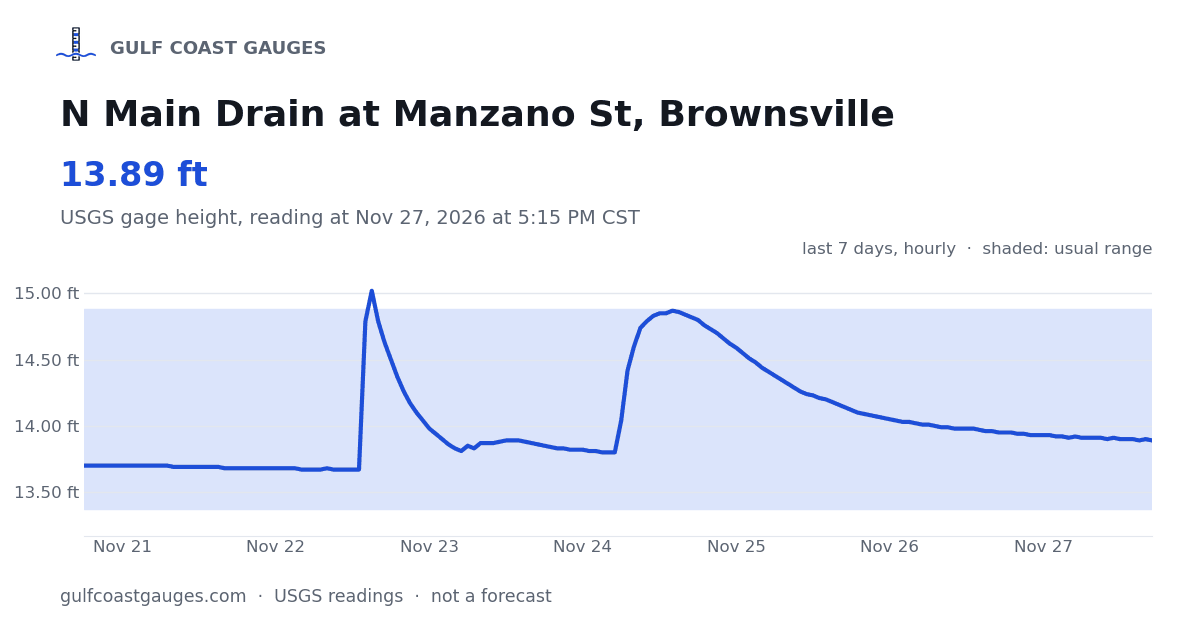 GULF COAST GAUGES
N Main Drain at Manzano St, Brownsville
13.89 ft
USGS gage height, reading at Nov 27, 2026 at 5:15 PM CST
last 7 days, hourly · shaded: usual range
15.00 ft
14.50 ft
14.00 ft
13.50 ft
Nov 21 Nov 22 Nov 23 Nov 24 Nov 25 Nov 26 Nov 27
gulfcoastgauges.com · USGS readings · not a forecast